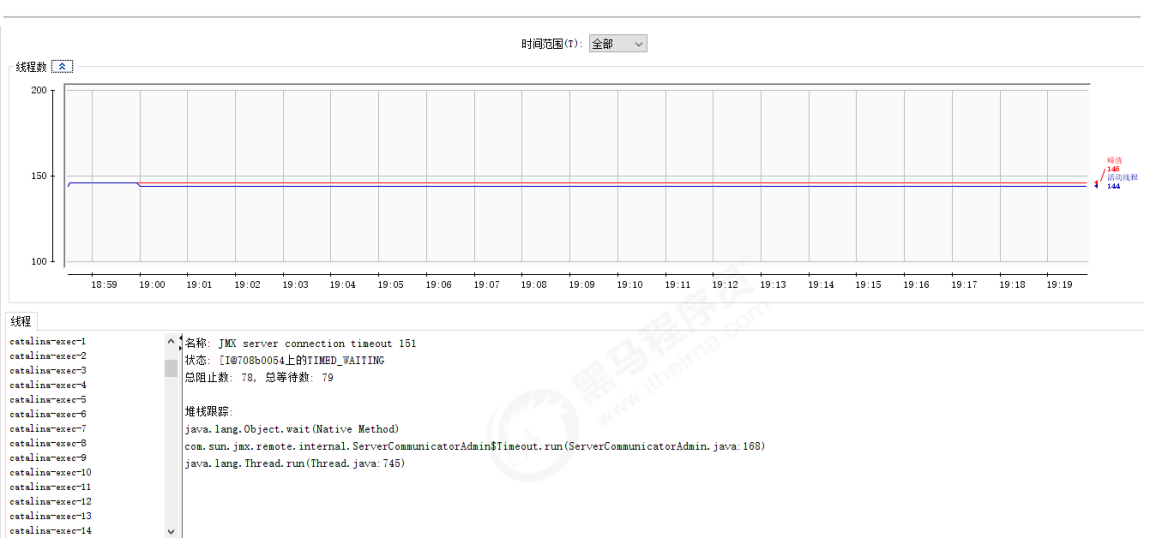 时间范围(T): 全部
线程数
200
150
100
峰值
146
活动线程
144
18:59 19:00 19:01 19:02 19:03 19:04 19:05 19:06 19:07 19:08 19:09 19:10 19:11 19:12 19:13 19:14 19:15 19:16 19:17 19:18 19:19
线程
catalina-exec-1
catalina-exec-2
catalina-exec-3
catalina-exec-4
catalina-exec-5
catalina-exec-6
catalina-exec-7
catalina-exec-8
catalina-exec-9
catalina-exec-10
catalina-exec-11
catalina-exec-12
catalina-exec-13
catalina-exec-14
名称: JMX server connection timeout 151
状态: [I@708b0054上的TIMED_WAITING
总阻止数: 78, 总等待数: 79
堆栈跟踪:
java.lang.Object.wait(Native Method)
com.sun.jmx.remote.internal.ServerCommunicatorAdmin$Timeout.run(ServerCommunicatorAdmin.java:168)
java.lang.Thread.run(Thread.java:745)
黑马程序员
www.itheima.com